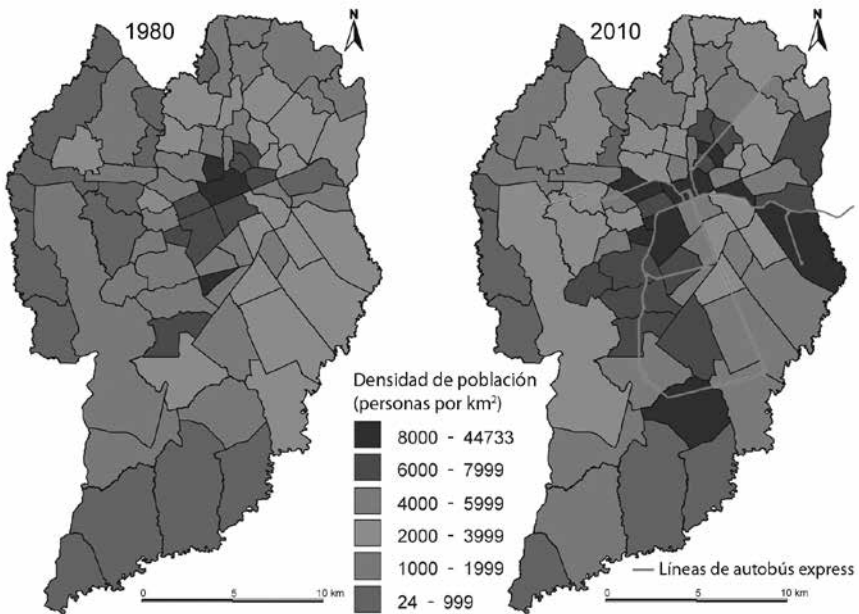 1980
N
2010
N
Densidad de población
(personas por km²)
8000 - 44733
6000 - 7999
4000 - 5999
2000 - 3999
1000 - 1999
24 - 999
Líneas de autobús express
0 5 10 km
0 5 10 km